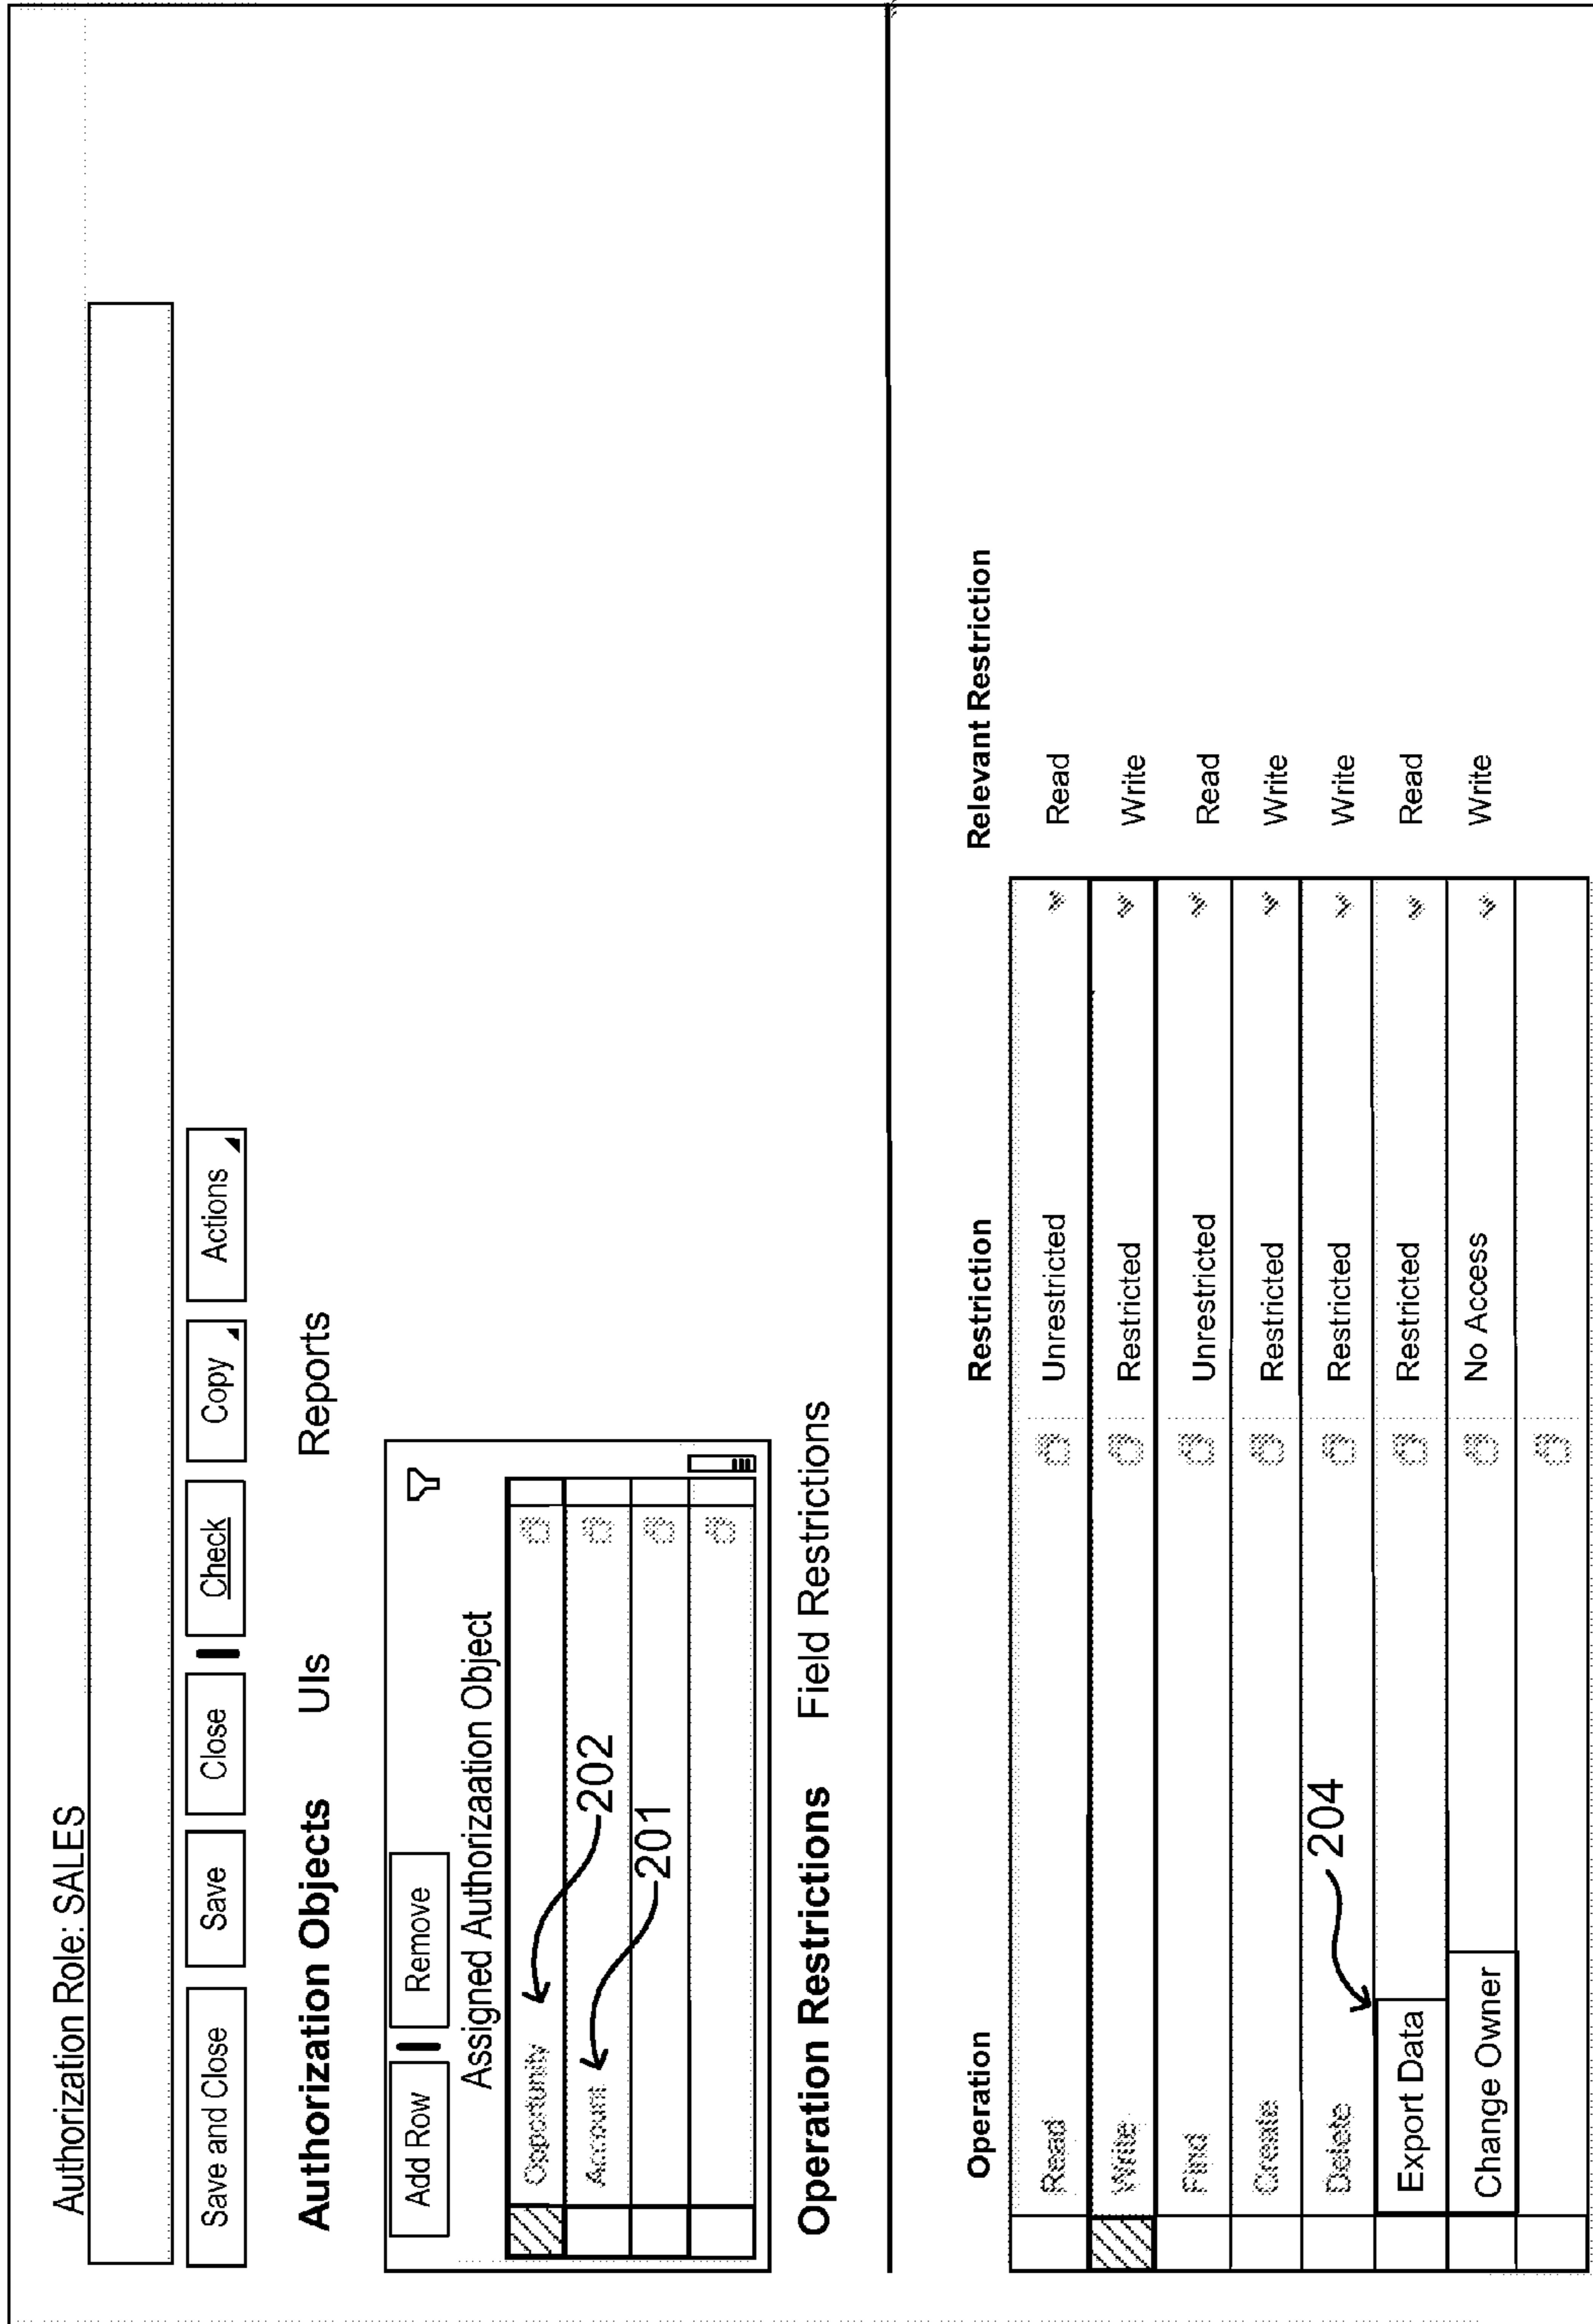 Authorization Role: SALES
Save and Close Save Close Check Copy Actions
Authorization Objects UIs Reports
Add Row Remove
Assigned Authorizaation Object
Opportunity 202
Account 201
Operation Restrictions Field Restrictions
Operation Restriction Relevant Restriction
Read Unrestricted Read
Write Restricted Write
Find Unrestricted Read
Create Restricted Write
Delete 204 Restricted Write
Export Data Restricted Read
Change Owner No Access Write